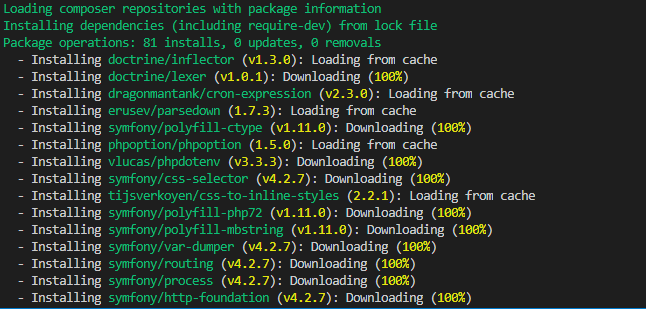 Loading composer repositories with package information
Installing dependencies (including require-dev) from lock file
Package operations: 81 installs, 0 updates, 0 removals
- Installing doctrine/inflector (v1.3.0): Loading from cache
- Installing doctrine/lexer (v1.0.1): Downloading (100%)
- Installing dragonmantank/cron-expression (v2.3.0): Loading from cache
- Installing erusev/parsedown (1.7.3): Loading from cache
- Installing symfony/polyfill-ctype (v1.11.0): Downloading (100%)
- Installing phpoption/phpoption (1.5.0): Loading from cache
- Installing vlucas/phpdotenv (v3.3.3): Downloading (100%)
- Installing symfony/css-selector (v4.2.7): Downloading (100%)
- Installing tijsverkoyen/css-to-inline-styles (2.2.1): Loading from cache
- Installing symfony/polyfill-php72 (v1.11.0): Downloading (100%)
- Installing symfony/polyfill-mbstring (v1.11.0): Downloading (100%)
- Installing symfony/var-dumper (v4.2.7): Downloading (100%)
- Installing symfony/routing (v4.2.7): Downloading (100%)
- Installing symfony/process (v4.2.7): Downloading (100%)
- Installing symfony/http-foundation (v4.2.7): Downloading (100%)